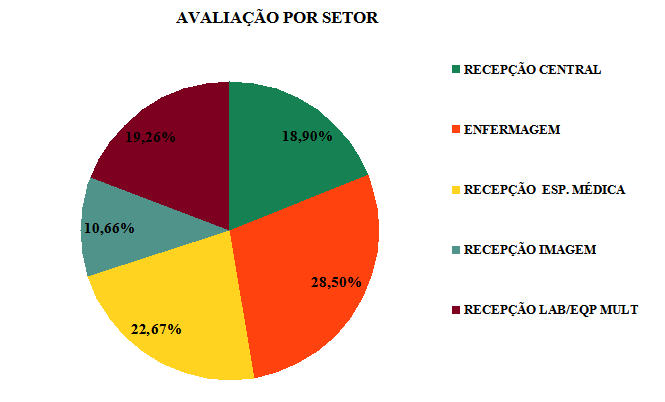 AVALIAÇÃO POR SETOR
18,90%
28,50%
22,67%
10,66%
19,26%
RECEPÇÃO CENTRAL
ENFERMAGEM
RECEPÇÃO ESP. MÉDICA
RECEPÇÃO IMAGEM
RECEPÇÃO LAB/EQP MULT